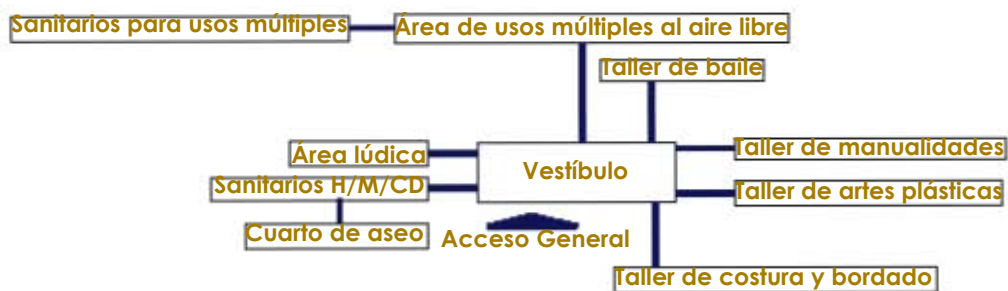 Sanitarios para usos múltiples
Área de usos múltiples al aire libre
Taller de baile
Área lúdica
Vestíbulo
Taller de manualidades
Sanitarios H/M/CD
Taller de artes plásticas
Cuarto de aseo
Acceso General
Taller de costura y bordado